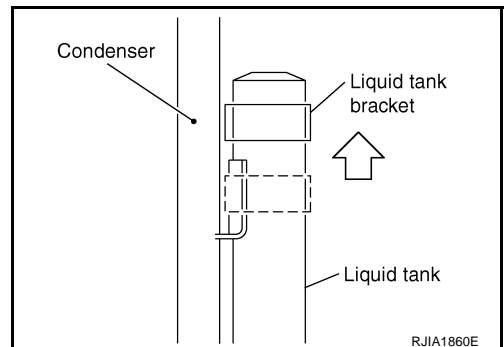 Condenser
Liquid tank
bracket
Liquid tank
RJIA1860E